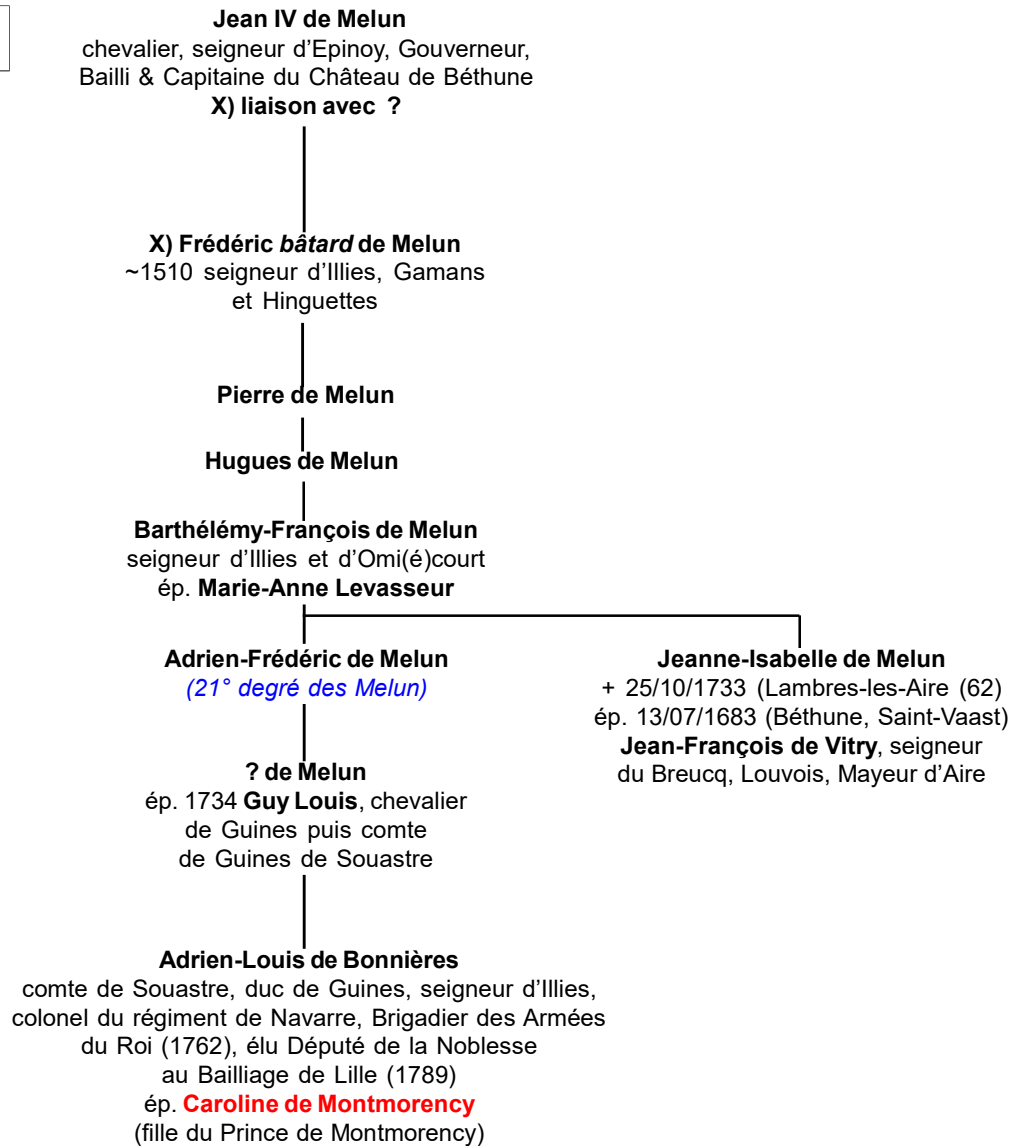 Jean IV de Melun
chevalier, seigneur d'Epinoy, Gouverneur,
Bailli & Capitaine du Château de Béthune
X) liaison avec ?
X) Frédéric bâtard de Melun
~1510 seigneur d'Illies, Gamans
et Hinguettes
Pierre de Melun
Hugues de Melun
Barthélémy-François de Melun
seigneur d'Illies et d'Omi(é)court
ép. Marie-Anne Levasseur
Adrien-Frédéric de Melun
(21° degré des Melun)
Jeanne-Isabelle de Melun
+ 25/10/1733 (Lambres-les-Aire (62)
ép. 13/07/1683 (Béthune, Saint-Vaast)
Jean-François de Vitry, seigneur
du Breucq, Louvois, Mayeur d'Aire
? de Melun
ép. 1734 Guy Louis, chevalier
de Guines puis comte
de Guines de Souastre
Adrien-Louis de Bonnières
comte de Souastre, duc de Guines, seigneur d'Illies,
colonel du régiment de Navarre, Brigadier des Armées
du Roi (1762), élu Député de la Noblesse
au Bailliage de Lille (1789)
ép. Caroline de Montmorency
(fille du Prince de Montmorency)